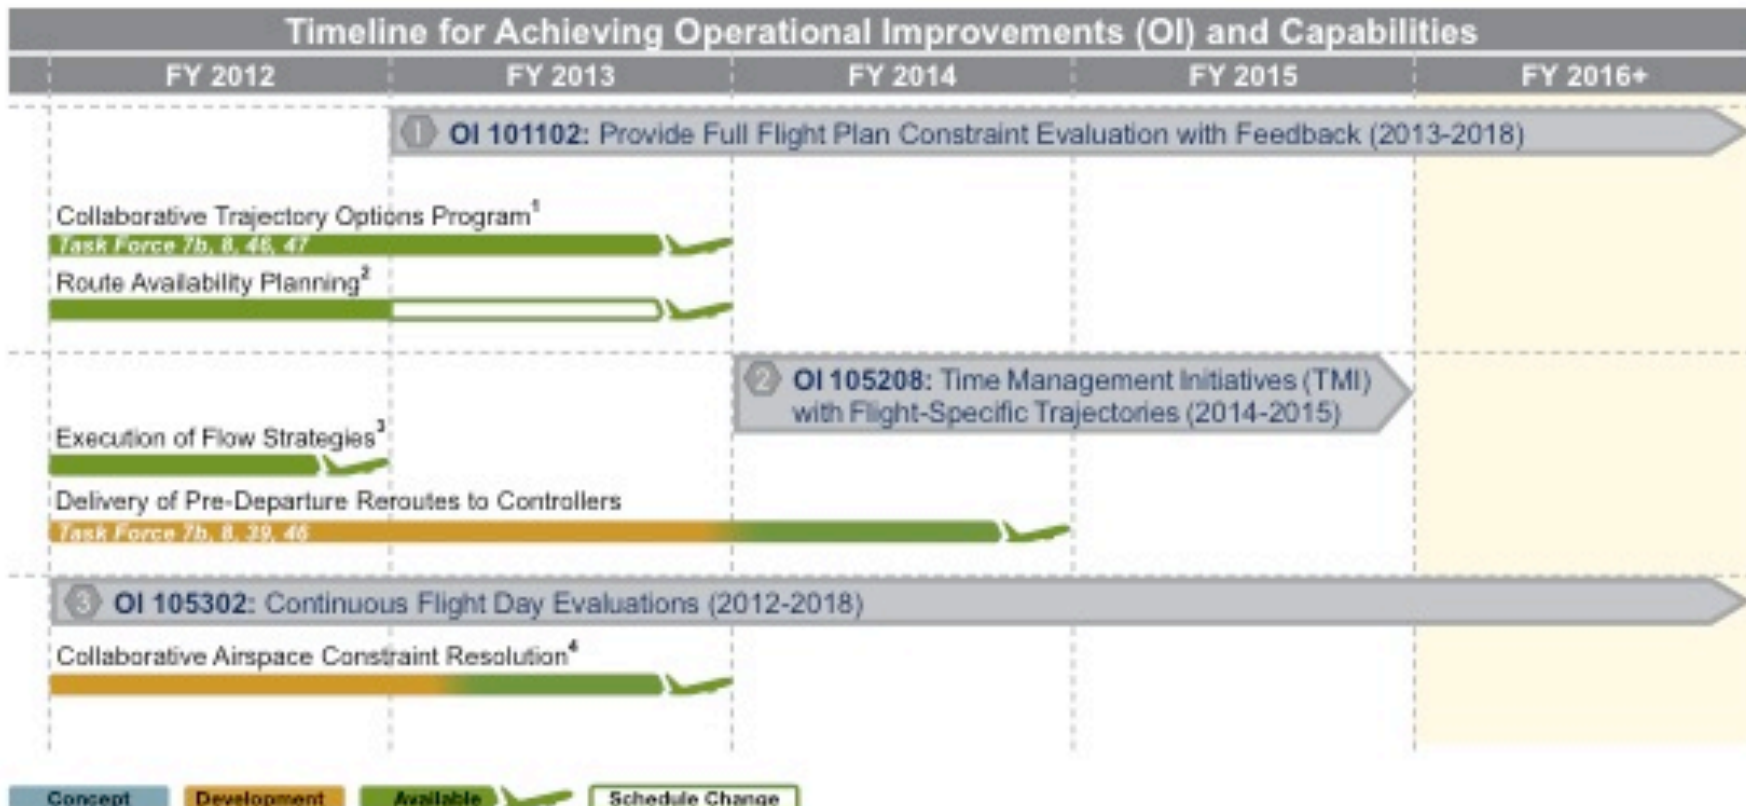 Timeline for Achieving Operational Improvements (OI) and Capabilities
FY 2012 FY 2013 FY 2014 FY 2015 FY 2016+
1 OI 101102: Provide Full Flight Plan Constraint Evaluation with Feedback (2013-2018)
Collaborative Trajectory Options Program1
Task Force 7b, 8, 46, 47
Route Availability Planning2
2 OI 105208: Time Management Initiatives (TMI)
with Flight-Specific Trajectories (2014-2015)
Execution of Flow Strategies3
Delivery of Pre-Departure Reroutes to Controllers
Task Force 7b, 8, 39, 46
3 OI 105302: Continuous Flight Day Evaluations (2012-2018)
Collaborative Airspace Constraint Resolution4
Concept Development Available Schedule Change